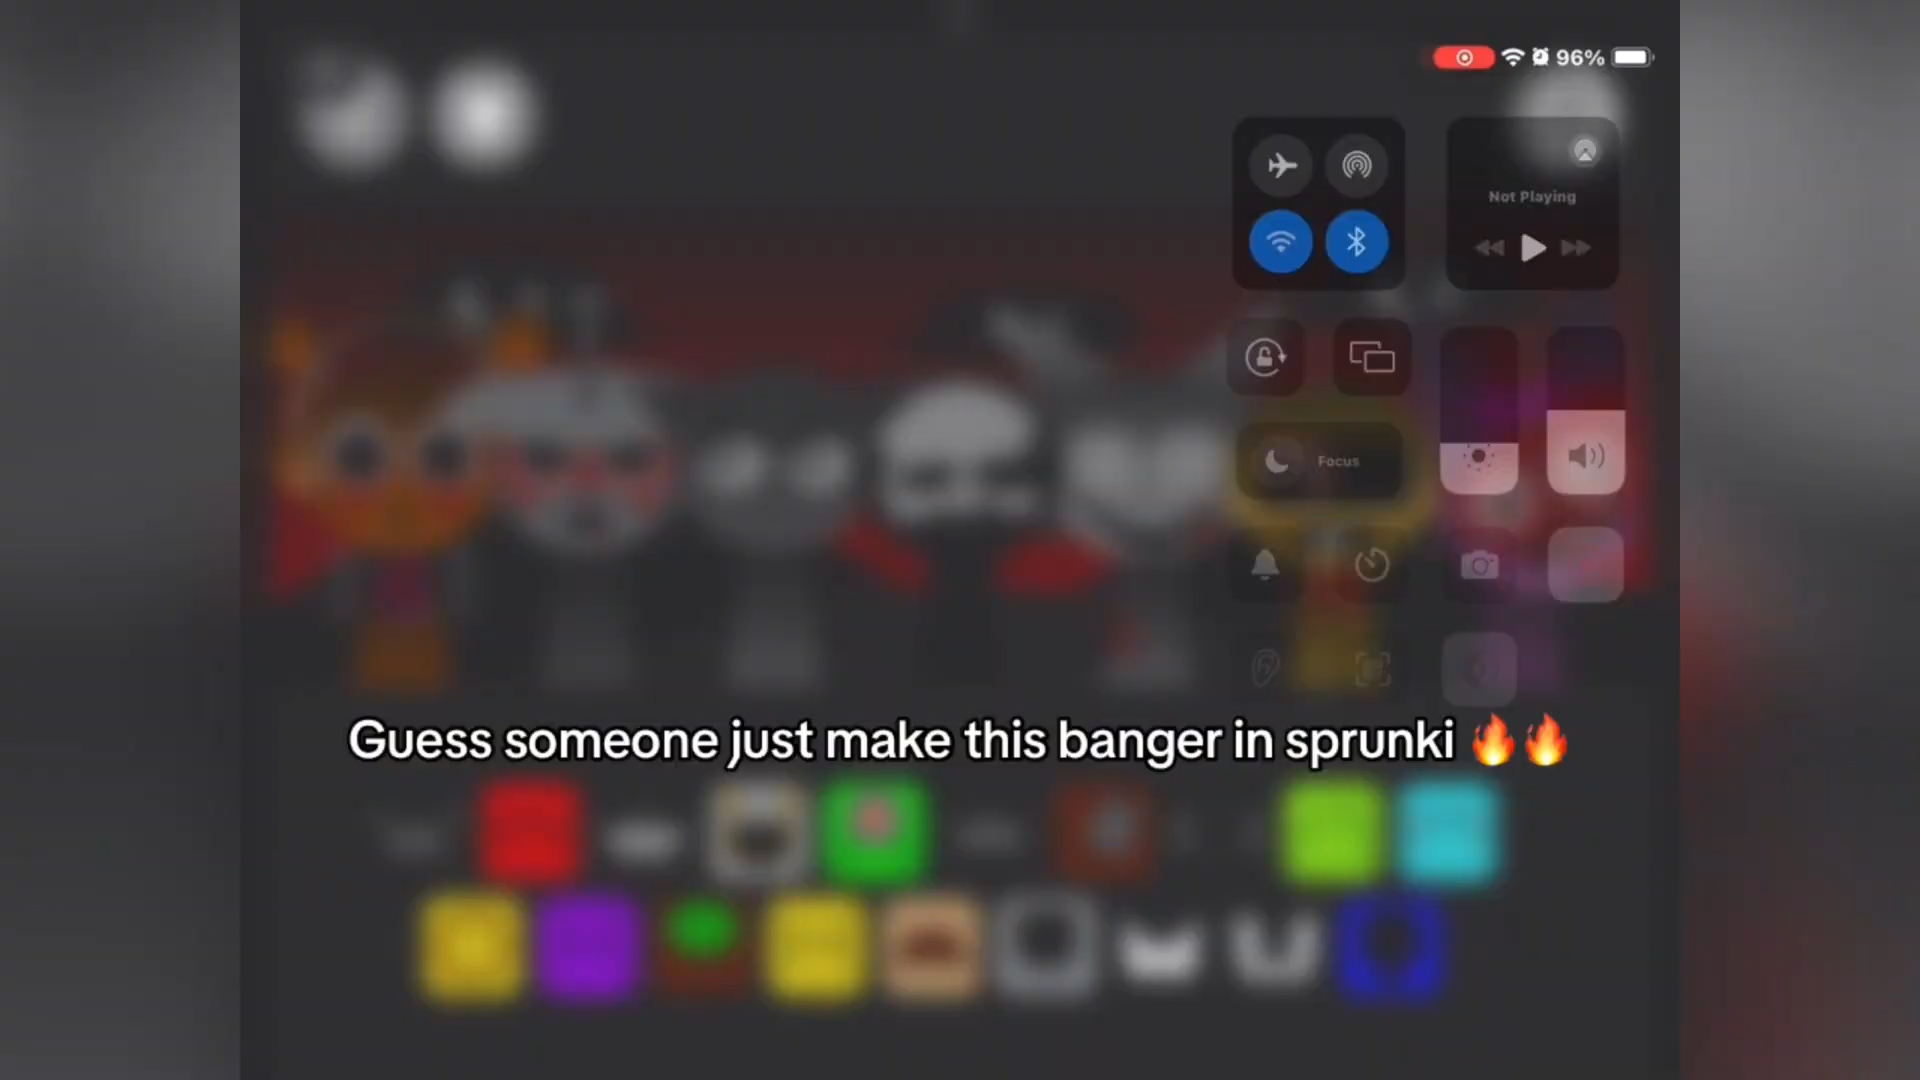 96%
Not Playing
Focus
Guess someone just make this banger in sprunki 🔥🔥